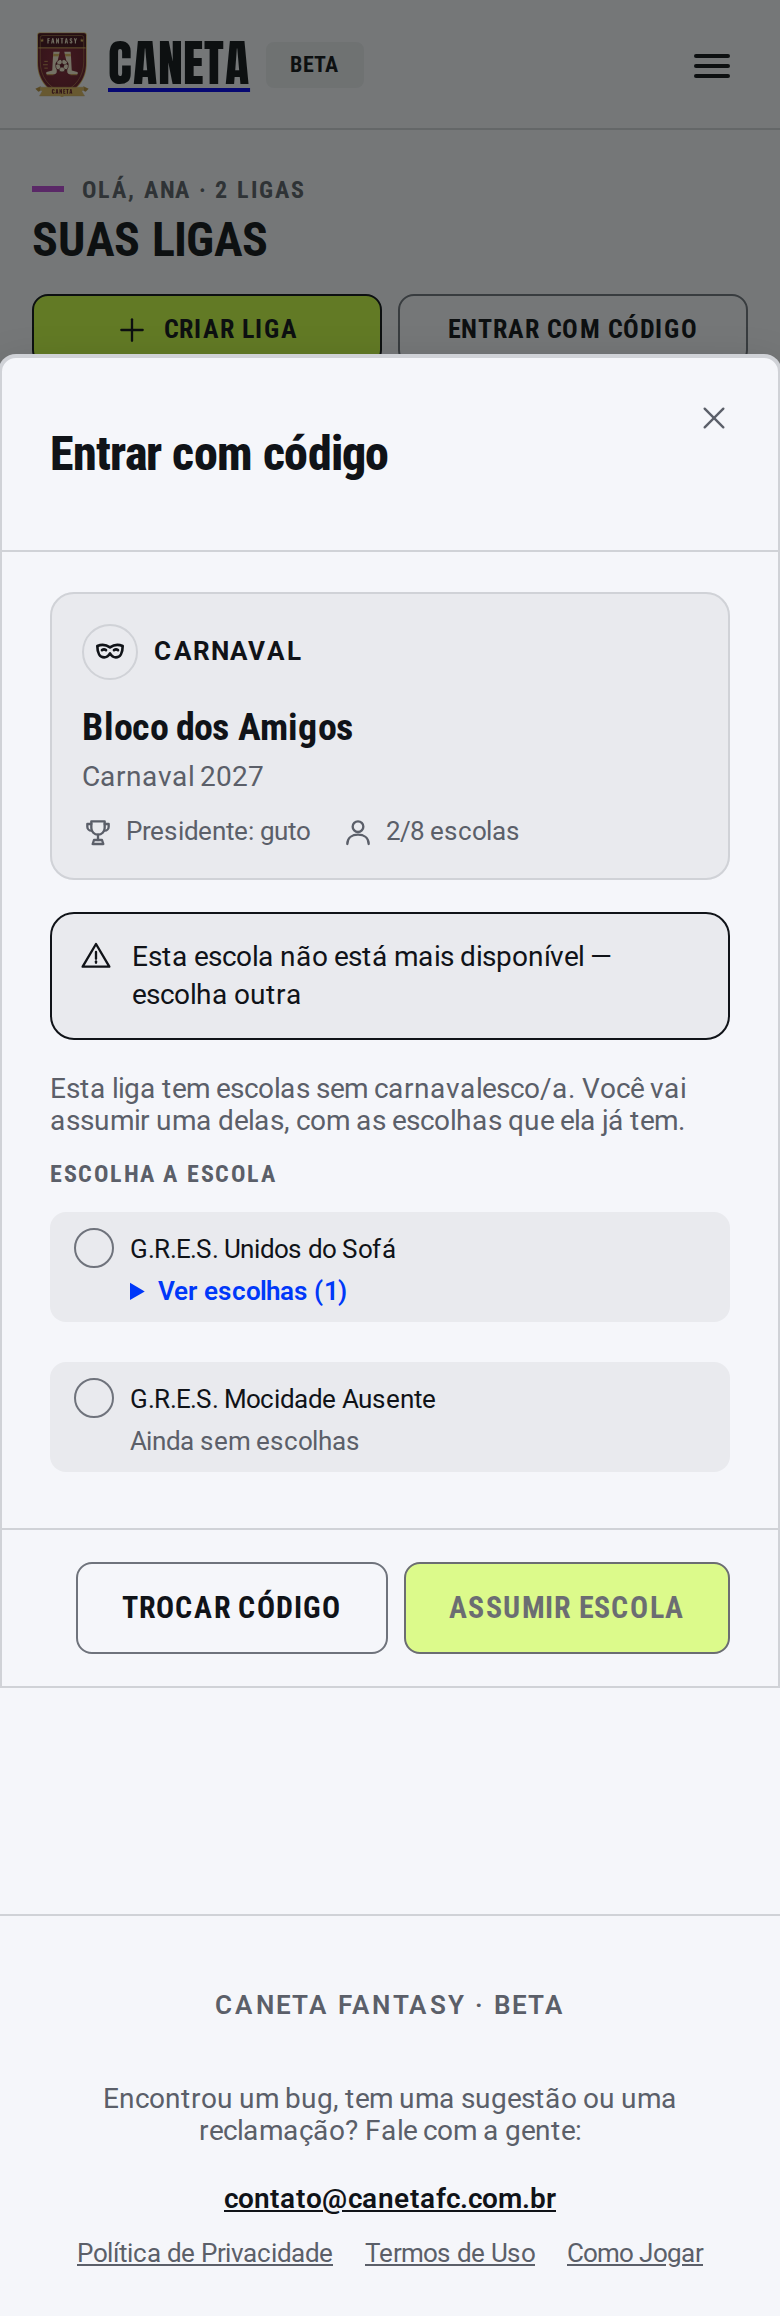 FANTASY
CANETA
CANETA
BETA
OLÁ, ANA · 2 LIGAS
SUAS LIGAS
CRIAR LIGA
ENTRAR COM CÓDIGO
Entrar com código
CARNAVAL
Bloco dos Amigos
Carnaval 2027
Presidente: guto
2/8 escolas
Esta escola não está mais disponível —
escolha outra
Esta liga tem escolas sem carnavalesco/a. Você vai
assumir uma delas, com as escolhas que ela já tem.
ESCOLHA A ESCOLA
G.R.E.S. Unidos do Sofá
Ver escolhas (1)
G.R.E.S. Mocidade Ausente
Ainda sem escolhas
TROCAR CÓDIGO
ASSUMIR ESCOLA
CANETA FANTASY · BETA
Encontrou um bug, tem uma sugestão ou uma
reclamação? Fale com a gente:
contato@canetafc.com.br
Política de Privacidade
Termos de Uso
Como Jogar